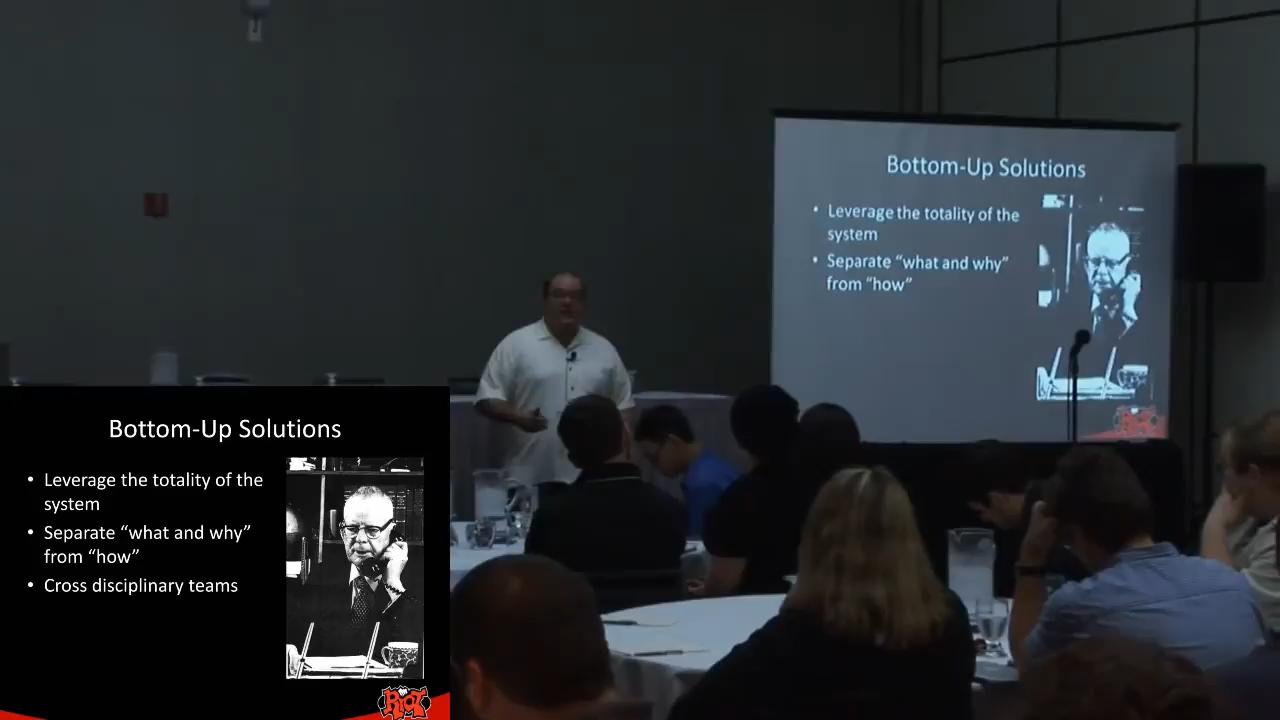 Bottom-Up Solutions
• Leverage the totality of the
system
• Separate “what and why”
from “how”
Bottom-Up Solutions
• Leverage the totality of the
system
• Separate “what and why”
from “how”
• Cross disciplinary teams
RIOT